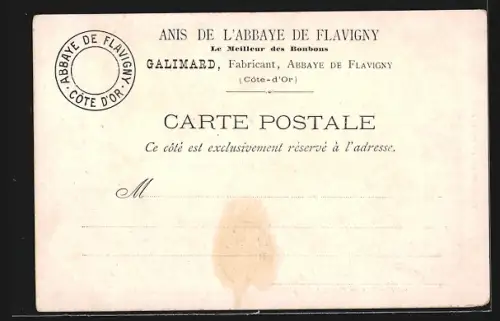 ABBAYE DE FLAVIGNY
· CÔTE D'OR ·
ANIS DE L'ABBAYE DE FLAVIGNY
Le Meilleur des Bonbons
GALIMARD, Fabricant, ABBAYE DE FLAVIGNY
(Côte-d'Or)
CARTE POSTALE
Ce côté est exclusivement réservé à l'adresse.
M